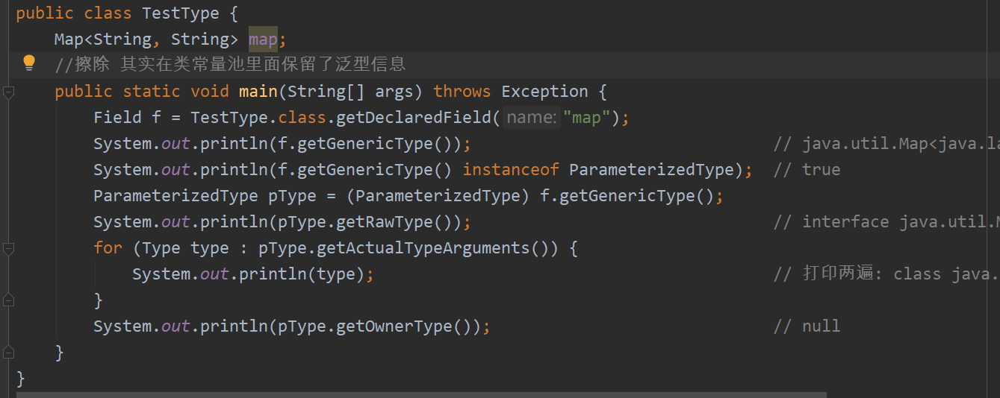 public class TestType {
Map<String, String> map;
//擦除 其实在类常量池里面保留了泛型信息
public static void main(String[] args) throws Exception {
Field f = TestType.class.getDeclaredField( name: "map");
System.out.println(f.getGenericType()); // java.util.Map<java.la
System.out.println(f.getGenericType() instanceof ParameterizedType); // true
ParameterizedType pType = (ParameterizedType) f.getGenericType();
System.out.println(pType.getRawType()); // interface java.util.M
for (Type type : pType.getActualTypeArguments()) {
System.out.println(type); // 打印两遍: class java.
}
System.out.println(pType.getOwnerType()); // null
}
}